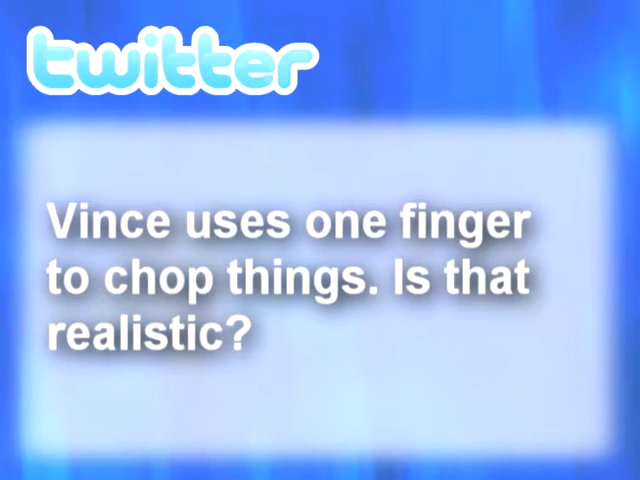 twitter
Vince uses one finger
to chop things. Is that
realistic?